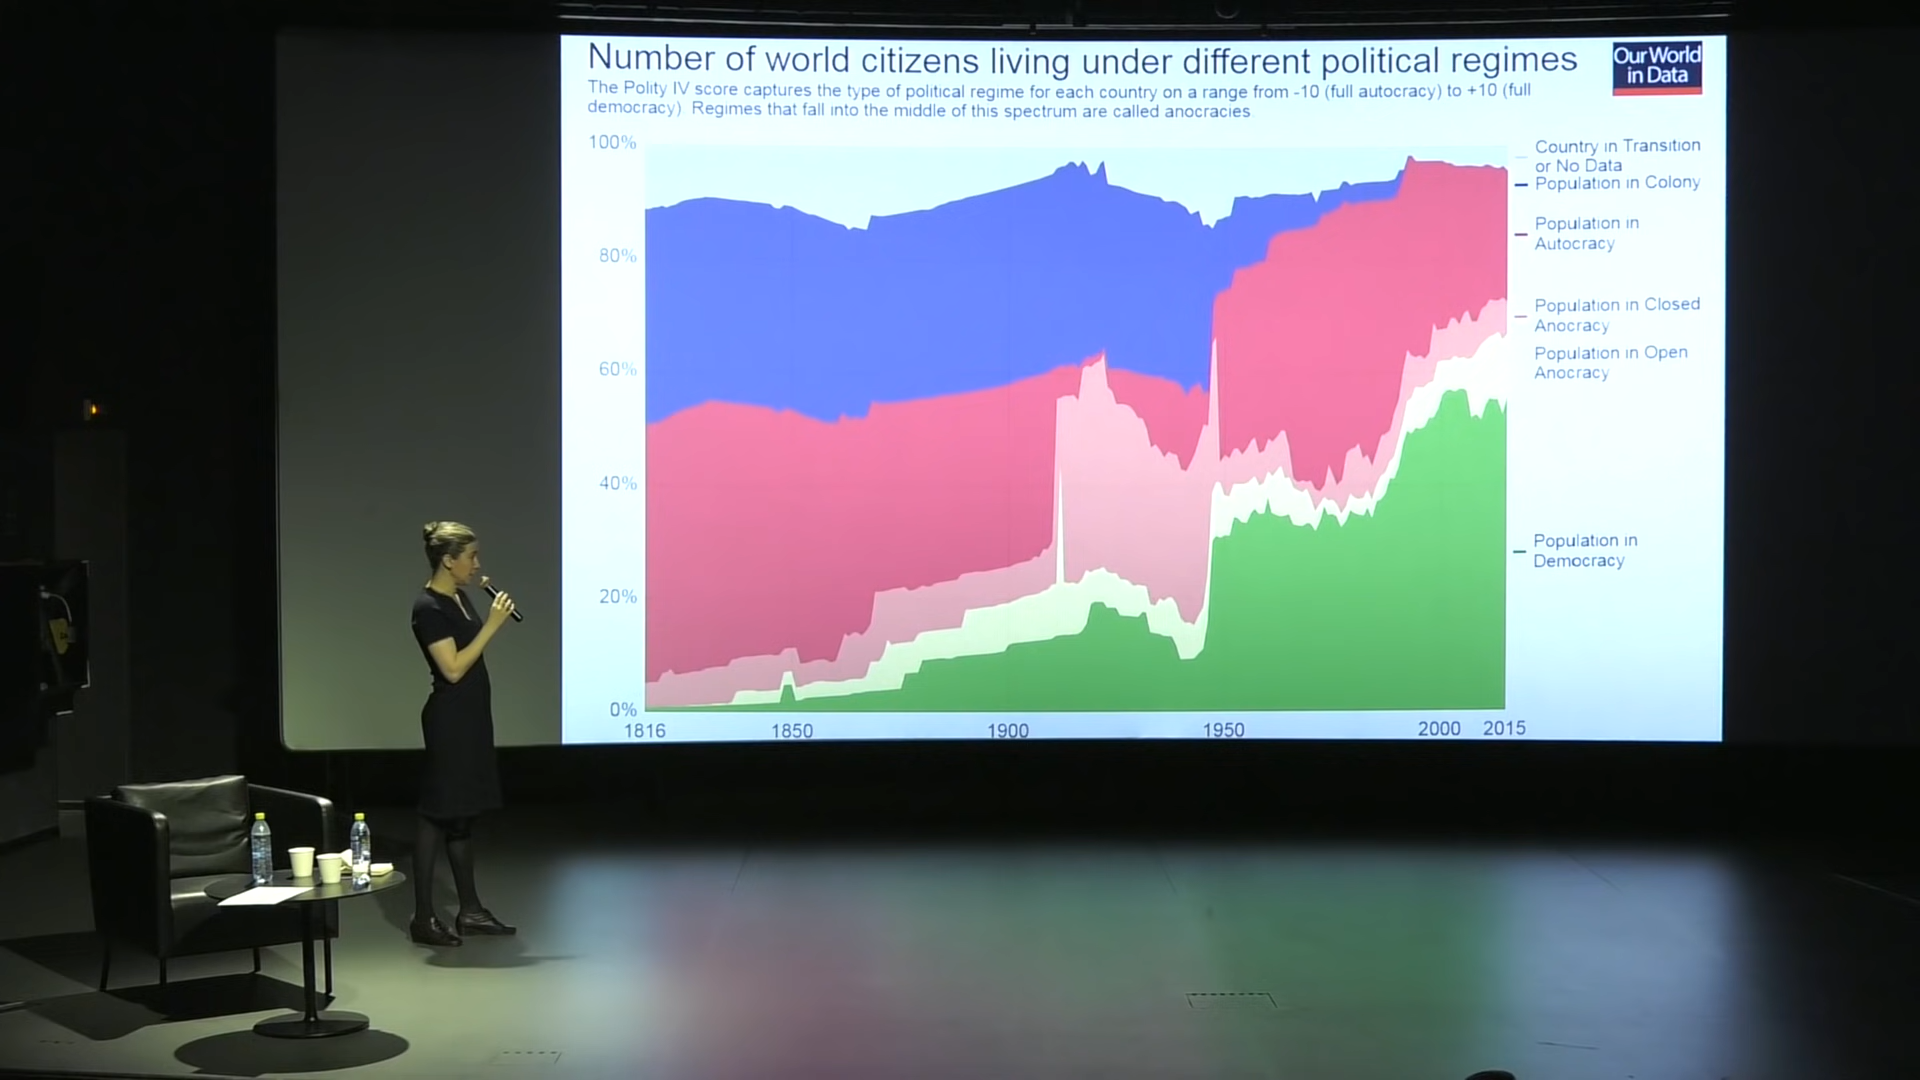 Number of world citizens living under different political regimes
Our World
in Data
The Polity IV score captures the type of political regime for each country on a range from -10 (full autocracy) to +10 (full
democracy) Regimes that fall into the middle of this spectrum are called anocracies
100%
80%
60%
40%
20%
0%
1816
1850
1900
1950
2000
2015
Country in Transition
or No Data
Population in Colony
Population in
Autocracy
Population in Closed
Anocracy
Population in Open
Anocracy
Population in
Democracy